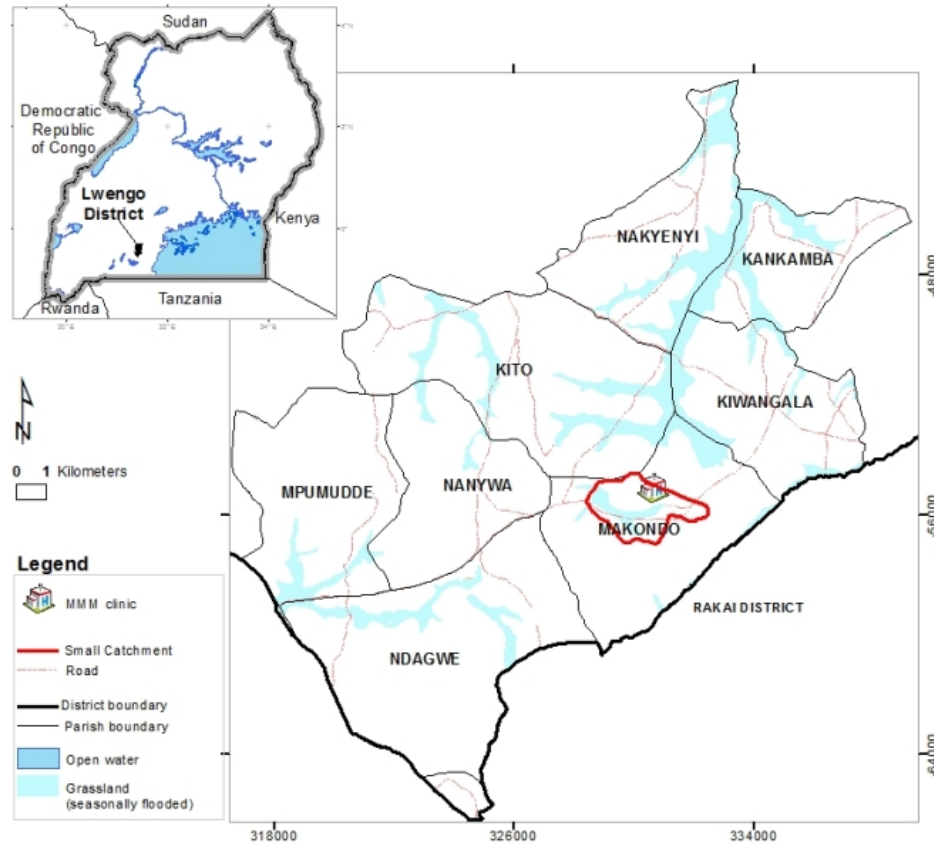 Sudan
Democratic
Republic
of Congo
Lwengo
District
Kenya
Rwanda
Tanzania
NAKYENYI
KANKAMBA
KITO
KIWANGALA
MPUMUDDE
NANYWA
MAKONDO
RAKAI DISTRICT
NDAGWE
N
0 1 Kilometers
Legend
MMM clinic
Small Catchment
Road
District boundary
Parish boundary
Open water
Grassland
(seasonally flooded)
-48000
-56000
-64000
318000
326000
334000